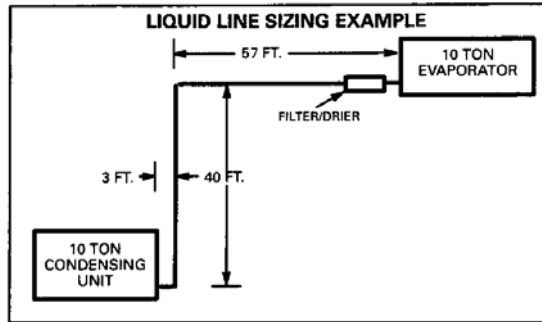 LIQUID LINE SIZING EXAMPLE
57 FT.
10 TON
EVAPORATOR
FILTER/DRIER
3 FT.
40 FT.
10 TON
CONDENSING
UNIT